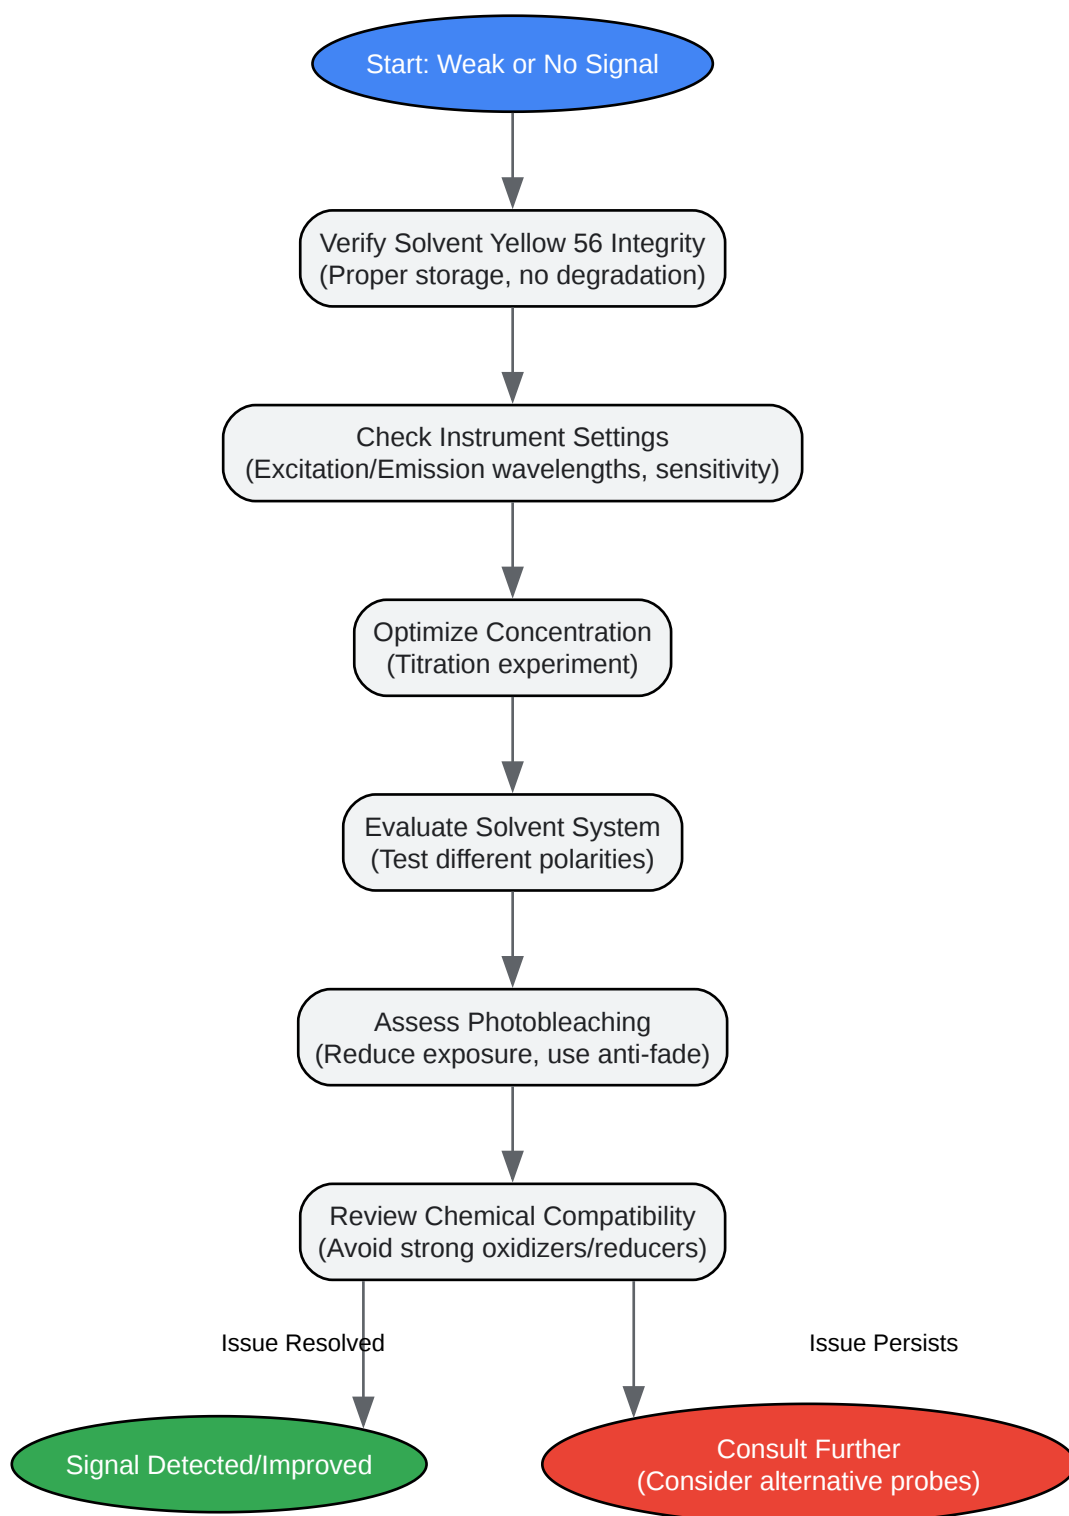 Start: Weak or No Signal
Verify Solvent Yellow 56 Integrity
(Proper storage, no degradation)
Check Instrument Settings
(Excitation/Emission wavelengths, sensitivity)
Optimize Concentration
(Titration experiment)
Evaluate Solvent System
(Test different polarities)
Assess Photobleaching
(Reduce exposure, use anti-fade)
Review Chemical Compatibility
(Avoid strong oxidizers/reducers)
Issue Resolved
Issue Persists
Signal Detected/Improved
Consult Further
(Consider alternative probes)